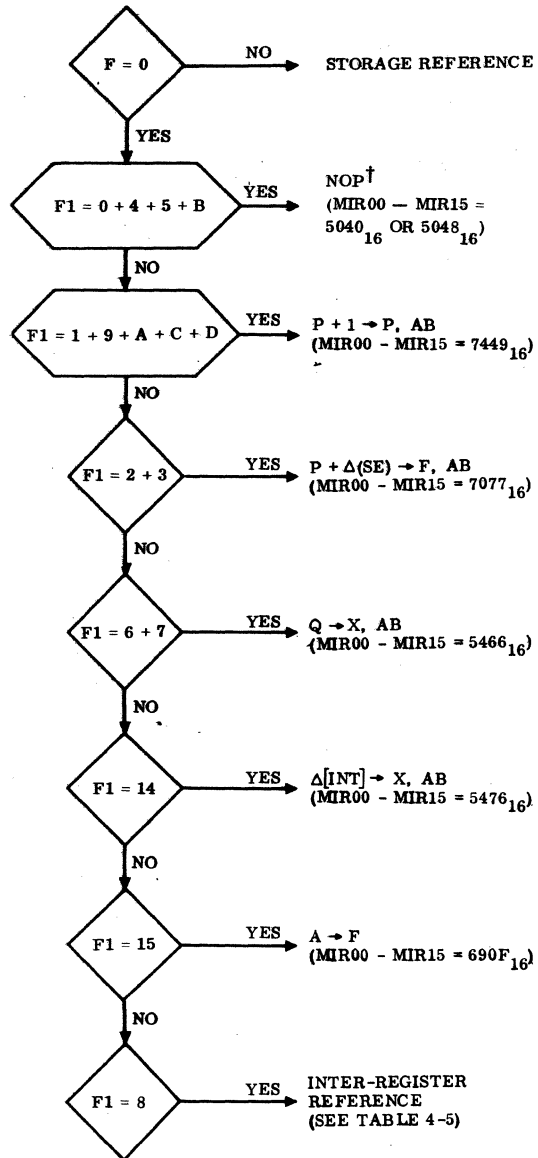 F = 0
NO
STORAGE REFERENCE
YES
F1 = 0 + 4 + 5 + B
YES
NOP†
(MIR00 — MIR15 =
5040₁₆ OR 5048₁₆)
NO
F1 = 1 + 9 + A + C + D
YES
P + 1 → P, AB
(MIR00 - MIR15 = 7449₁₆)
NO
F1 = 2 + 3
YES
P + Δ(SE) → F, AB
(MIR00 - MIR15 = 7077₁₆)
NO
F1 = 6 + 7
YES
Q → X, AB
(MIR00 - MIR15 = 5466₁₆)
NO
F1 = 14
YES
Δ[INT] → X, AB
(MIR00 - MIR15 = 5476₁₆)
NO
F1 = 15
YES
A → F
(MIR00 - MIR15 = 690F₁₆)
NO
F1 = 8
YES
INTER-REGISTER
REFERENCE
(SEE TABLE 4-5)